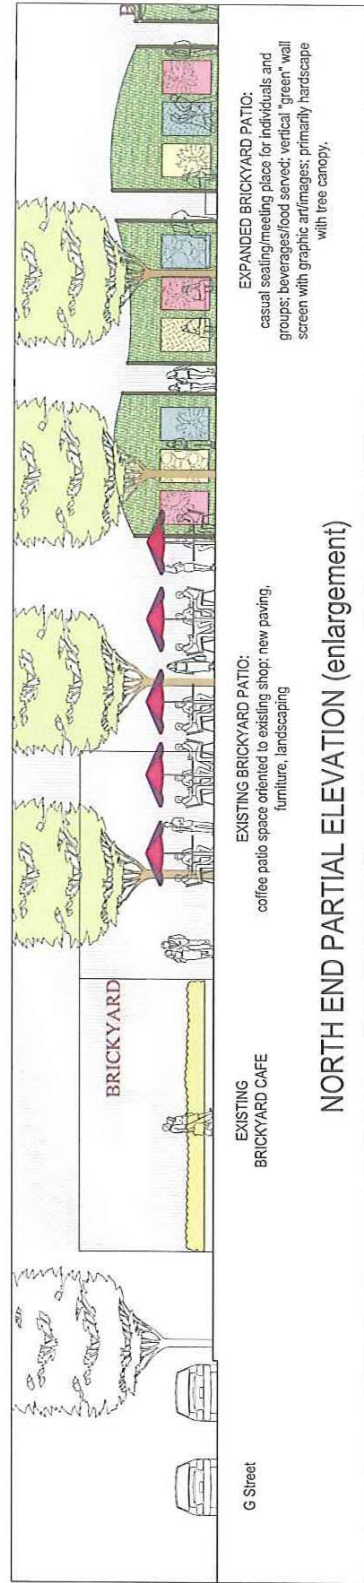 BRICKYARD
B
G Street
EXISTING
BRICKYARD CAFE
EXISTING BRICKYARD PATIO:
coffee patio space oriented to existing shop; new paving,
furniture, landscaping
EXPANDED BRICKYARD PATIO:
casual seating/meeting place for individuals and
groups; beverages/food served; vertical "green" wall
screen with graphic art/images; primarily hardscape
with tree canopy.
NORTH END PARTIAL ELEVATION (enlargement)